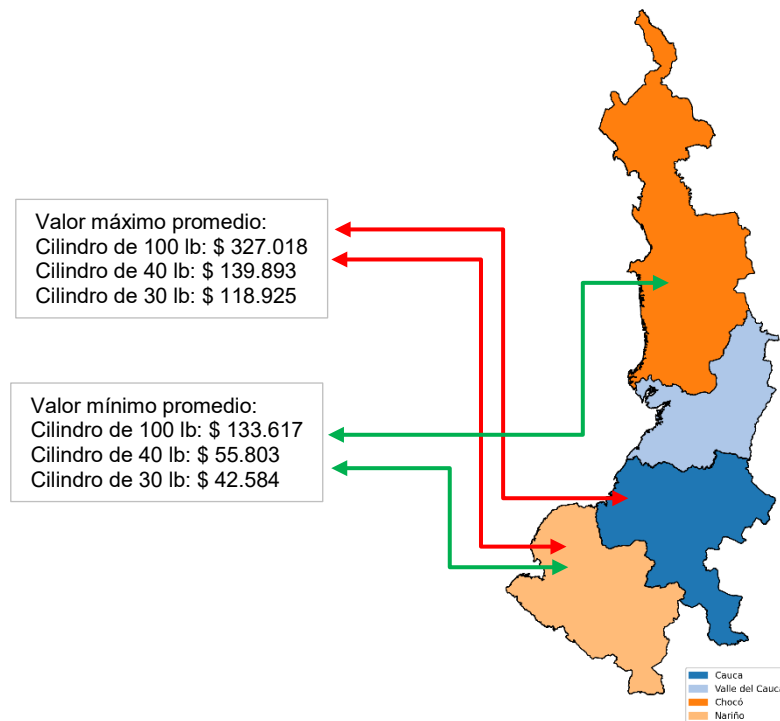 Valor máximo promedio:
Cilindro de 100 lb: $ 327.018
Cilindro de 40 lb: $ 139.893
Cilindro de 30 lb: $ 118.925
Valor mínimo promedio:
Cilindro de 100 lb: $ 133.617
Cilindro de 40 lb: $ 55.803
Cilindro de 30 lb: $ 42.584
Cauca
Valle del Cauca
Chocó
Nariño